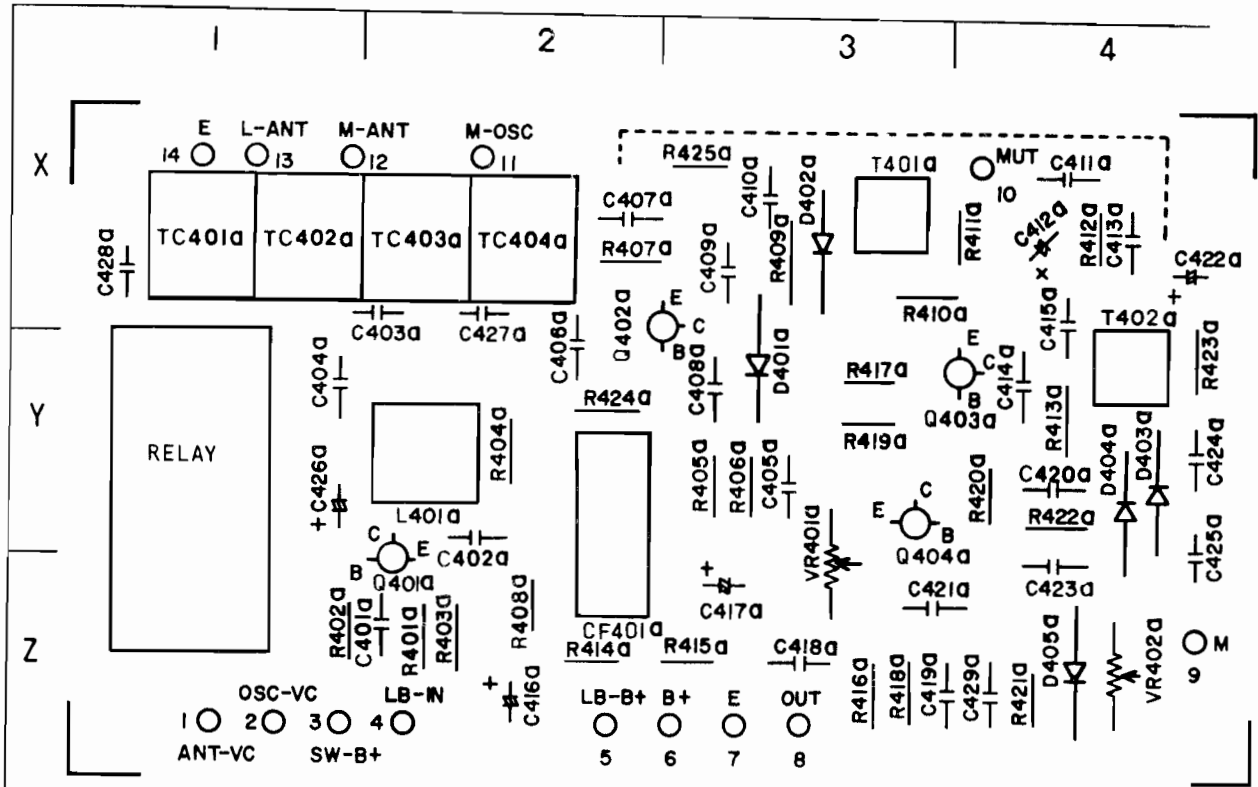 1 2 3 4
E L-ANT M-ANT M-OSC
14 13 12 11
X
R425a
T401a
MUT
10
C411a
C410a
D402a
C407a
TC401a TC402a TC403a TC404a
C428a
R407a
C409a
R409a
R411a
C412a
x
R412a
C413a
C422a
+
C403a C427a
C406a
Q402a
E
C
B
R410a
C415a
T402a
Y
C404a
C408a
D401a
R417a
E
C
B
Q403a
C414a
R423a
R424a
R413a
R419a
RELAY
R404a
+ C426a
L401a
R405a
R406a
C405a
R420a
C420a
D404a
D403a
C424a
R422a
C
E
B
Q401a
C402a
VR401a
E
C
B
Q404a
C425a
Z
R402a
C401a
R401a
R403a
R408a
CF401a
+
C417a
C421a
C423a
R414a R415a C418a
D405a
VR402a
M
9
+
C416a
R416a
R418a
C419a
C429a
R421a
OSC-VC LB-IN LB-B+ B+ E OUT
1 2 3 4
ANT-VC SW-B+
5 6 7 8